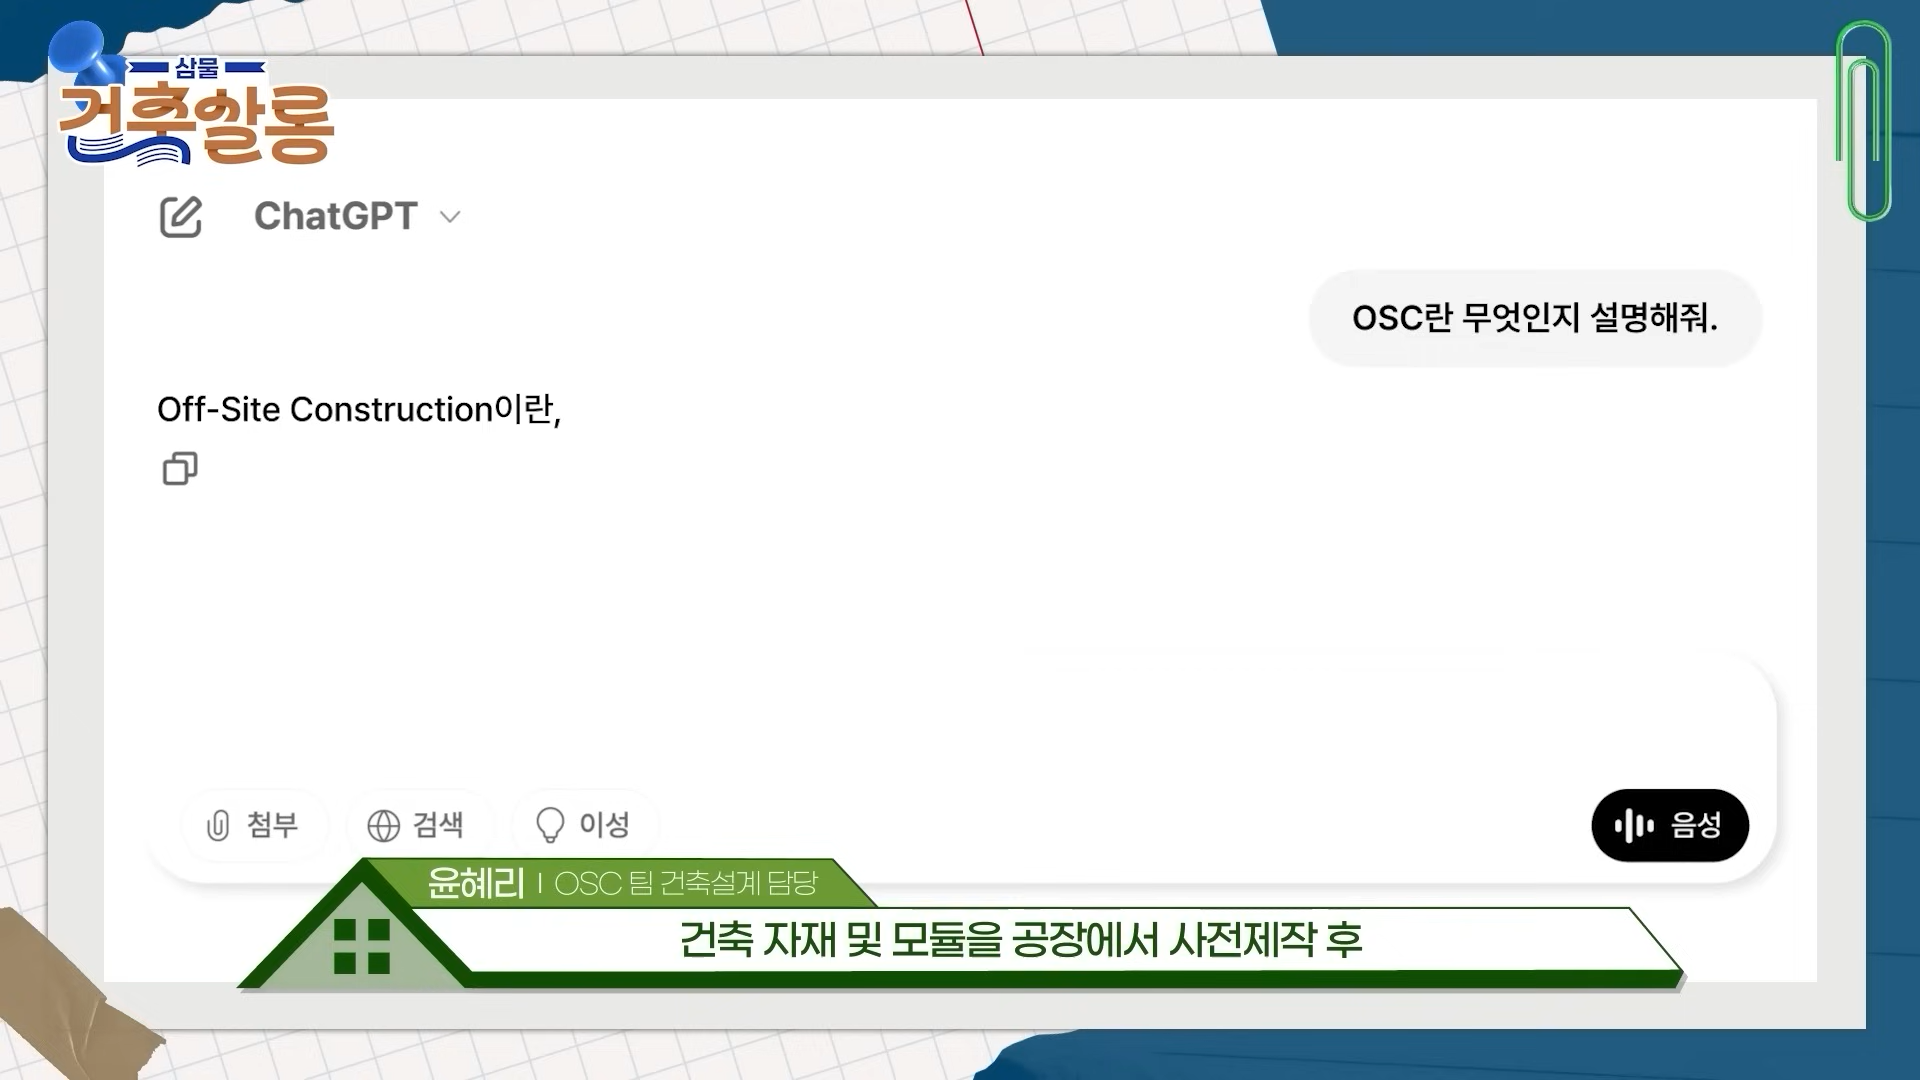 삼물
건축살롱
ChatGPT
OSC란 무엇인지 설명해줘.
Off-Site Construction이란,
첨부
검색
이성
음성
윤혜리 | OSC 팀 건축설계 담당
건축 자재 및 모듈을 공장에서 사전제작 후